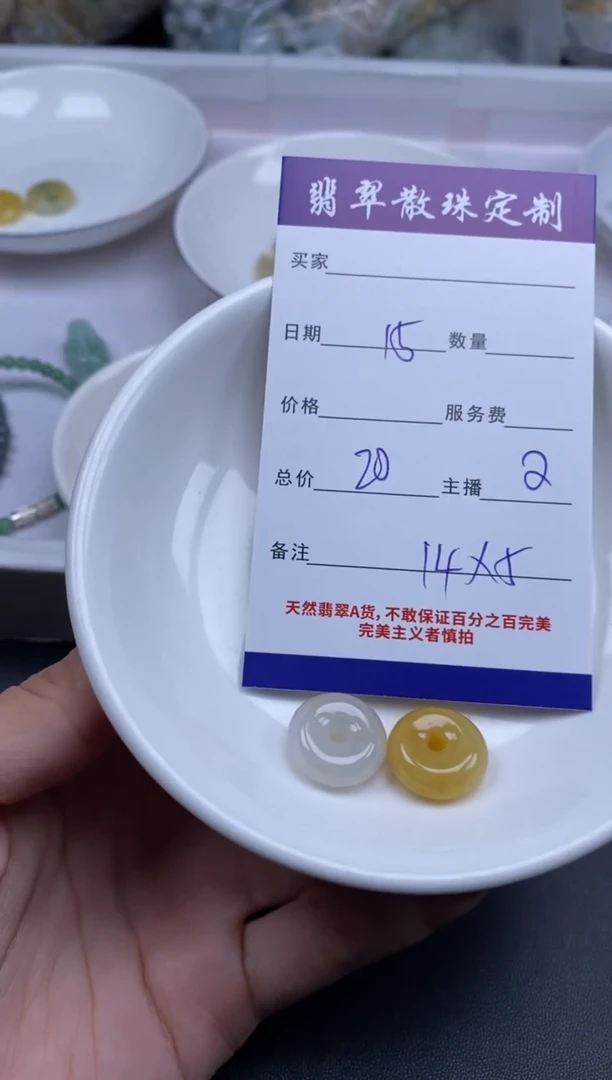 翡翠散珠定制
买家
日期 15 数量
价格 服务费
总价 20 主播 2
备注 14X5
天然翡翠A货,不敢保证百分之百完美
完美主义者慎拍